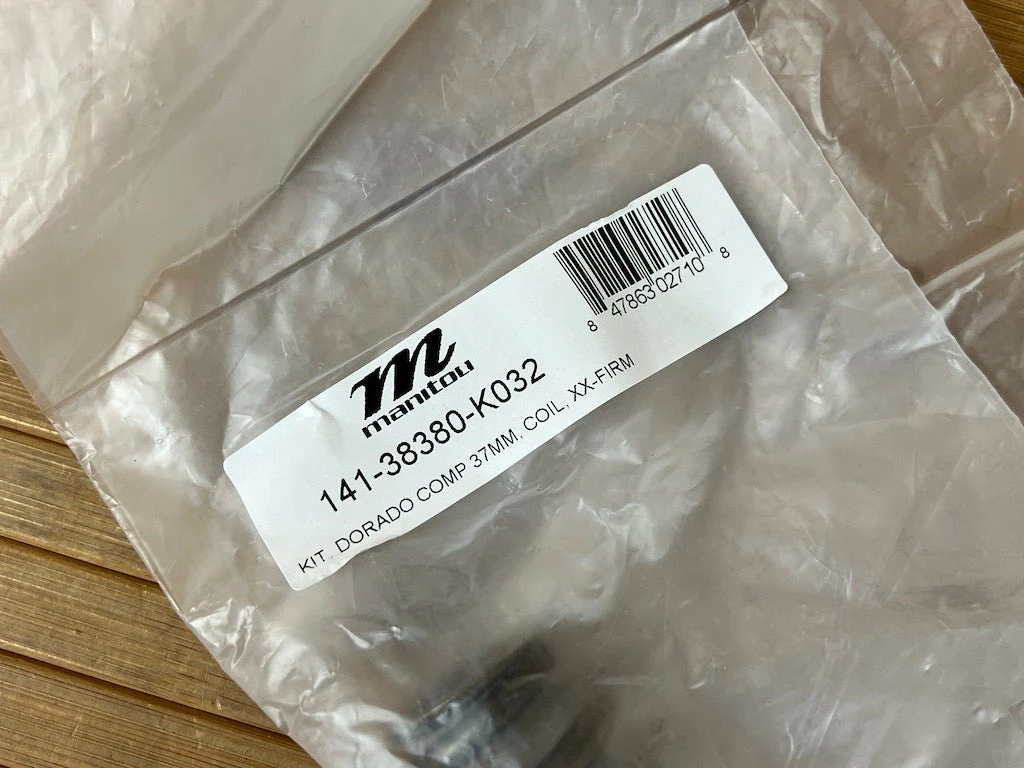 m
manitou
141-38380-K032
KIT, DORADO COMP 37MM, COIL, XX-FIRM
8 47863 02710 8